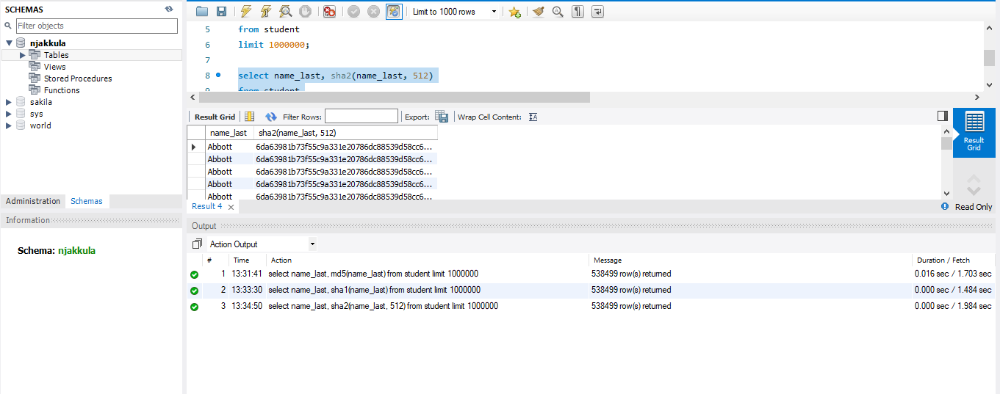 SCHEMAS
Filter objects
njakkula
Tables
Views
Stored Procedures
Functions
sakila
sys
world
Administration Schemas
Information
Schema: njakkula
Limit to 1000 rows
5 from student
6 limit 1000000;
7
8 select name_last, sha2(name_last, 512)
9 from student
Result Grid Filter Rows: Export: Wrap Cell Content: IA
name_last sha2(name_last, 512)
Abbott 6da63981b73f55c9a331e20786dc88539d58cc6...
Abbott 6da63981b73f55c9a331e20786dc88539d58cc6...
Abbott 6da63981b73f55c9a331e20786dc88539d58cc6...
Abbott 6da63981b73f55c9a331e20786dc88539d58cc6...
Abbott 6da63981b73f55c9a331e20786dc88539d58cc6...
Result
Grid
Result 4
Read Only
Output
Action Output
# Time Action Message Duration / Fetch
1 13:31:41 select name_last, md5(name_last) from student limit 1000000 538499 row(s) returned 0.016 sec / 1.703 sec
2 13:33:30 select name_last, sha1(name_last) from student limit 1000000 538499 row(s) returned 0.000 sec / 1.484 sec
3 13:34:50 select name_last, sha2(name_last, 512) from student limit 1000000 538499 row(s) returned 0.000 sec / 1.984 sec